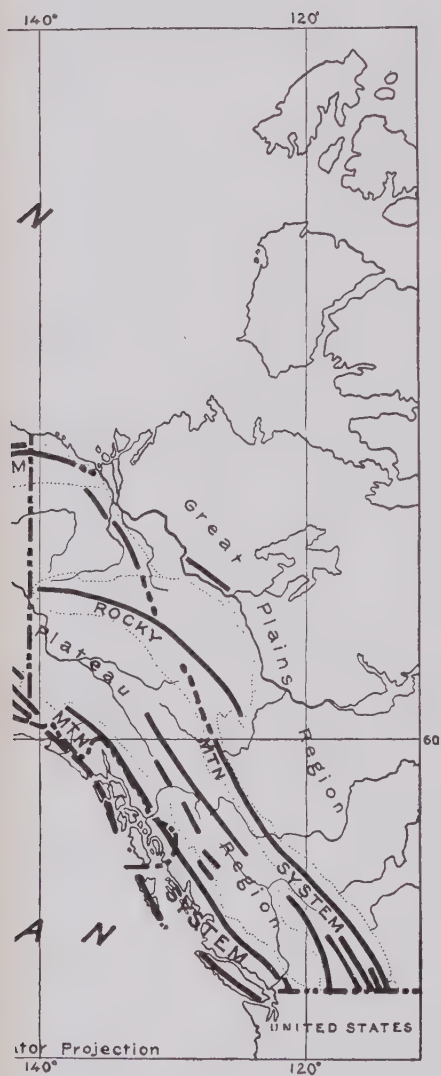 140° 120°
N
M
Great
Plains
Region
ROCKY
MTN
SYSTEM
Plateau
Region
MTN.
SYSTEM
60
A N
UNITED STATES
tor Projection
140° 120°